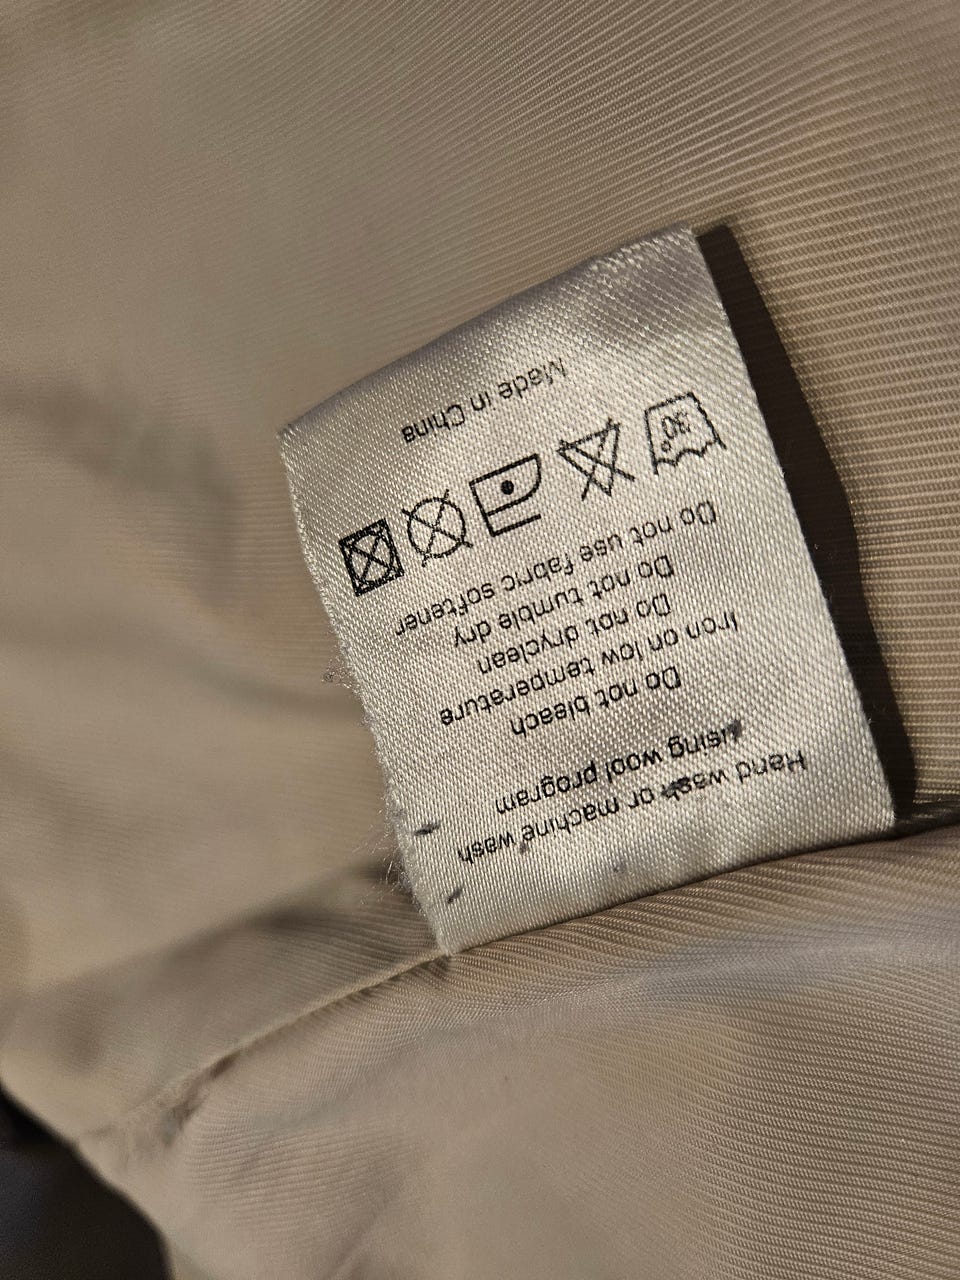 Hand wash or machine wash
using wool program
Do not bleach
Iron on low temperature
Do not dryclean
Do not tumble dry
Do not use fabric softener
30°
Made in China